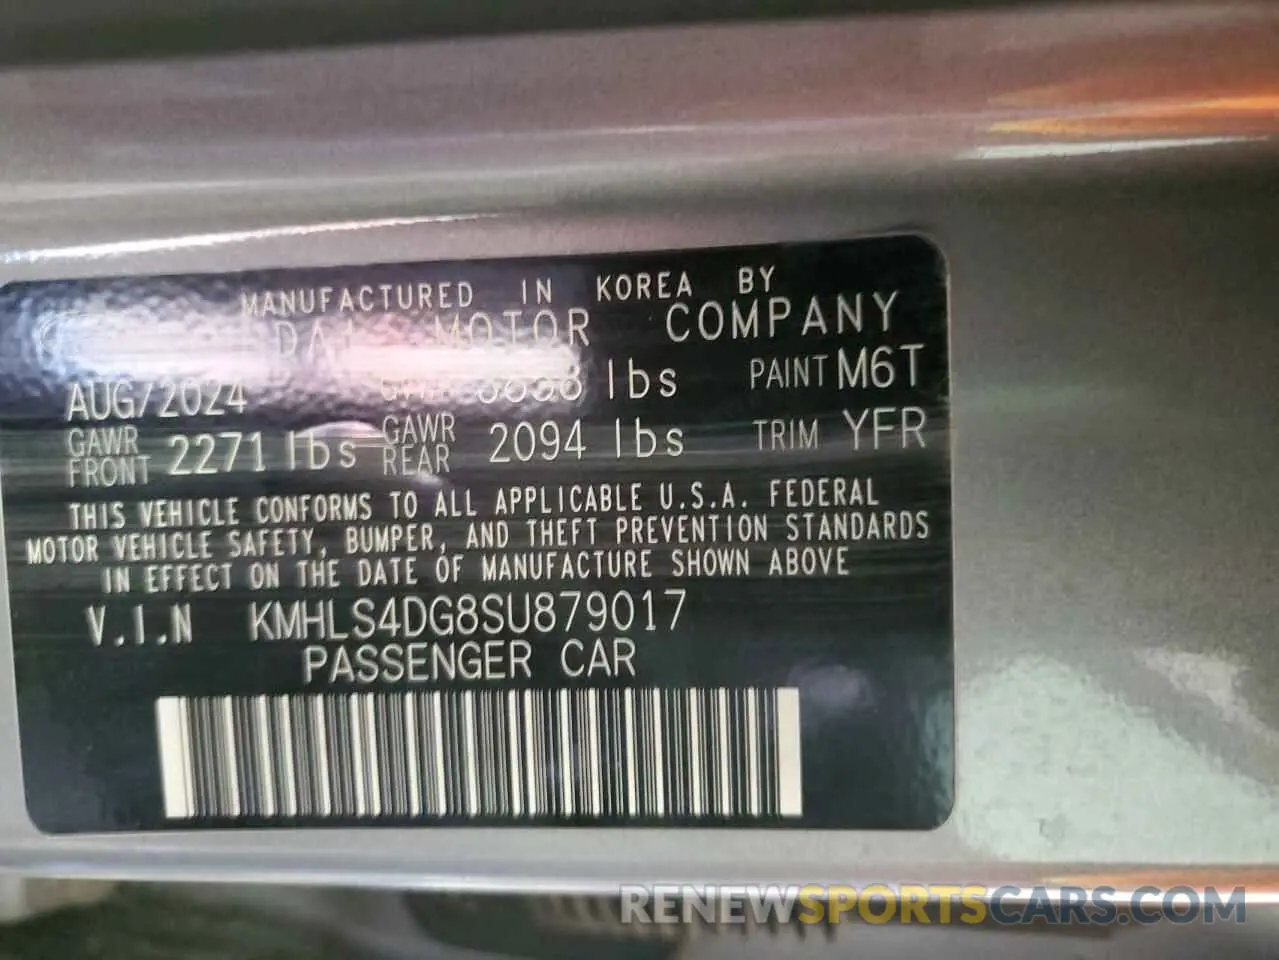 MANUFACTURED IN KOREA BY
MOTOR COMPANY
AUG/2024 lbs PAINT M6T
GAWR FRONT 2271 lbs GAWR REAR 2094 lbs TRIM YFR
THIS VEHICLE CONFORMS TO ALL APPLICABLE U.S.A. FEDERAL
MOTOR VEHICLE SAFETY, BUMPER, AND THEFT PREVENTION STANDARDS
IN EFFECT ON THE DATE OF MANUFACTURE SHOWN ABOVE
V.I.N KMHLS4DG8SU879017
PASSENGER CAR
RENEWSPORTSCARS.COM